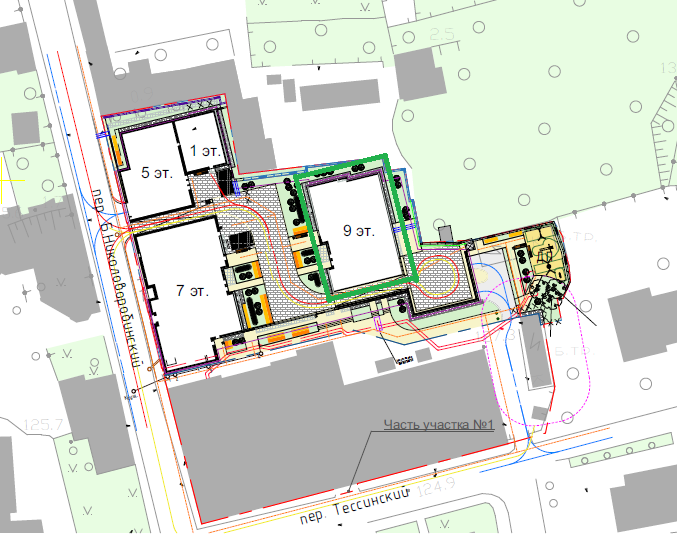 2.5
13
5 эт.
1 эт.
9 эт.
7 эт.
пер. Б.Николоворобинский
125.7
Часть участка №1
пер. Тессинский
124.9